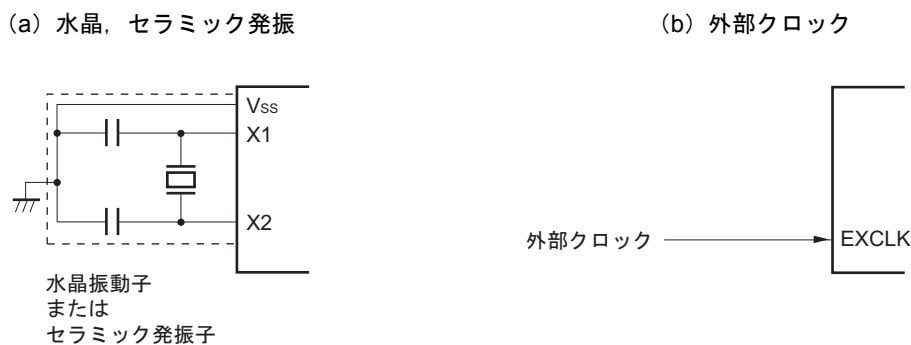 (a) 水晶，セラミック発振
(b) 外部クロック
Vss
X1
X2
水晶振動子
または
セラミック発振子
外部クロック
EXCLK